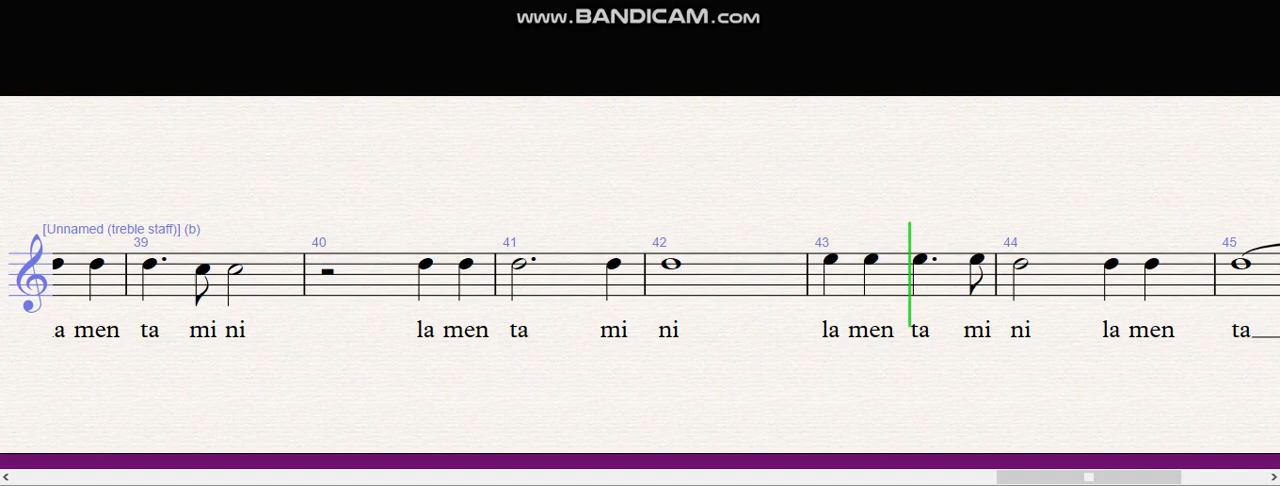 www.BANDICAM.com
[Unnamed (treble staff)] (b)
39 40 41 42 43 44 45
a men ta mi ni la men ta mi ni la men ta mi ni la men ta